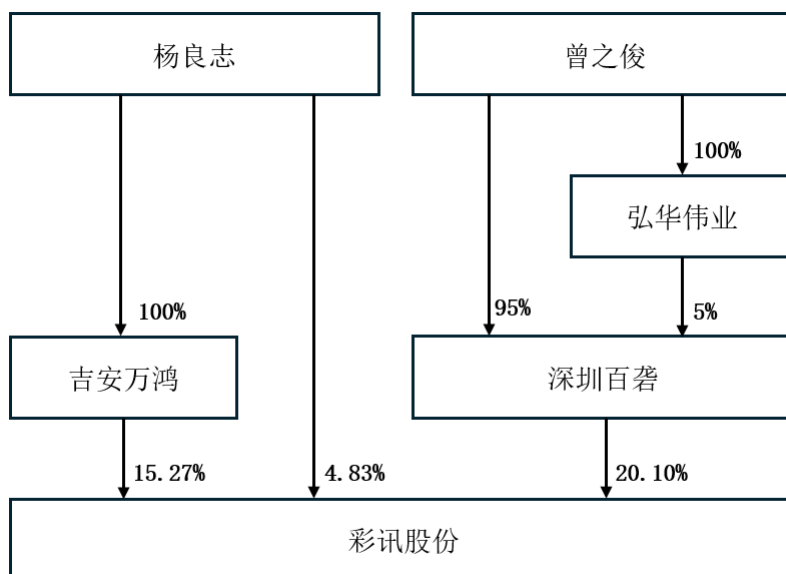 杨良志
曾之俊
100%
弘华伟业
100%
95%
5%
吉安万鸿
深圳百砻
15.27%
4.83%
20.10%
彩讯股份